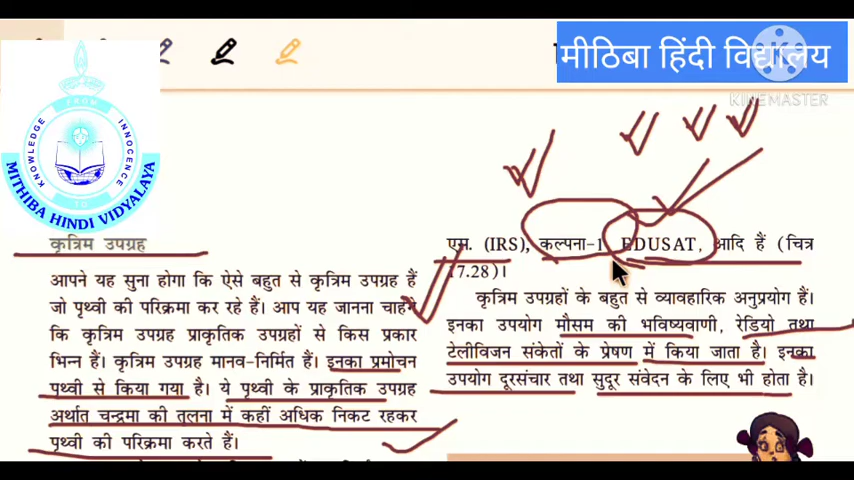 मीठिबा हिंदी विद्यालय
KINEMASTER
FROM
KNOWLEDGE
INNOCENCE
TO
MITHIBA HINDI VIDYALAYA
कृत्रिम उपग्रह
आपने यह सुना होगा कि ऐसे बहुत से कृत्रिम उपग्रह हैं
जो पृथ्वी की परिक्रमा कर रहे हैं। आप यह जानना चाहेंगे
कि कृत्रिम उपग्रह प्राकृतिक उपग्रहों से किस प्रकार
भिन्न हैं। कृत्रिम उपग्रह मानव-निर्मित हैं। इनका प्रमोचन
पृथ्वी से किया गया है। ये पृथ्वी के प्राकृतिक उपग्रह
अर्थात चन्द्रमा की तुलना में कहीं अधिक निकट रहकर
पृथ्वी की परिक्रमा करते हैं।
एम. (IRS), कल्पना-1 EDUSAT, आदि हैं (चित्र
17.28)।
कृत्रिम उपग्रहों के बहुत से व्यावहारिक अनुप्रयोग हैं।
इनका उपयोग मौसम की भविष्यवाणी, रेडियो तथा
टेलीविजन संकेतों के प्रेषण में किया जाता है। इनका
उपयोग दूरसंचार तथा सुदूर संवेदन के लिए भी होता है।